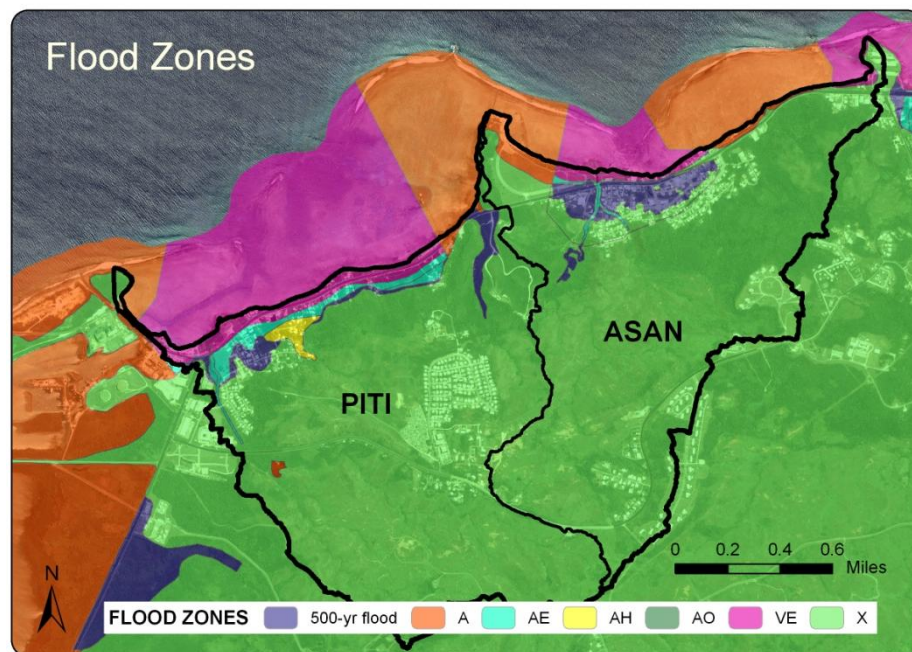 Flood Zones
ASAN
PITI
0 0.2 0.4 0.6
Miles
N
FLOOD ZONES 500-yr flood A AE AH AO VE X